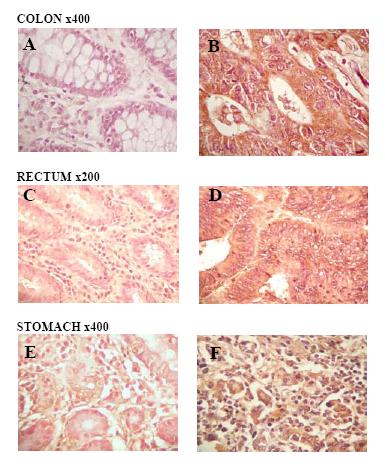 COLON x400
A B
RECTUM x200
C D
STOMACH x400
E F